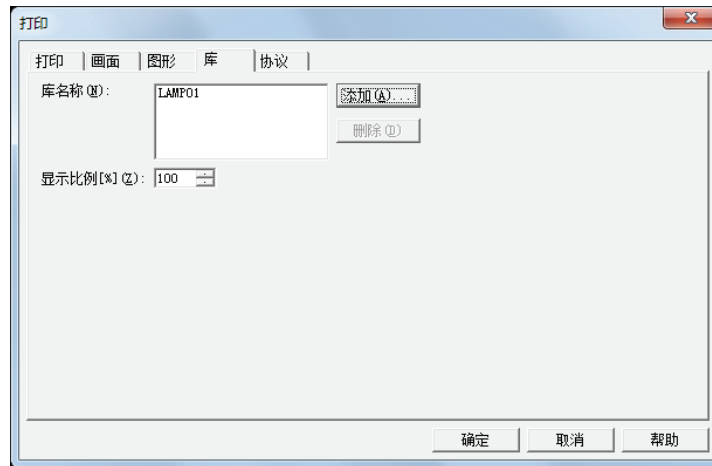 打印
打印 画面 图形 库 协议
库名称(N): LAMP01 添加(A)...
删除(D)
显示比例[%](Z): 100
确定 取消 帮助